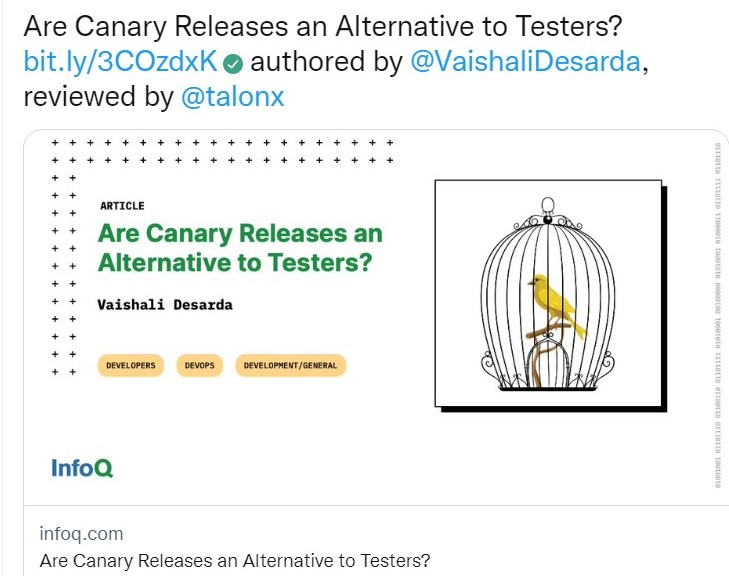 Are Canary Releases an Alternative to Testers?
bit.ly/3COzdxK authored by @VaishaliDesarda,
reviewed by @talonx
ARTICLE
Are Canary Releases an
Alternative to Testers?
Vaishali Desarda
DEVELOPERS DEVOPS DEVELOPMENT/GENERAL
InfoQ
infoq.com
Are Canary Releases an Alternative to Testers?